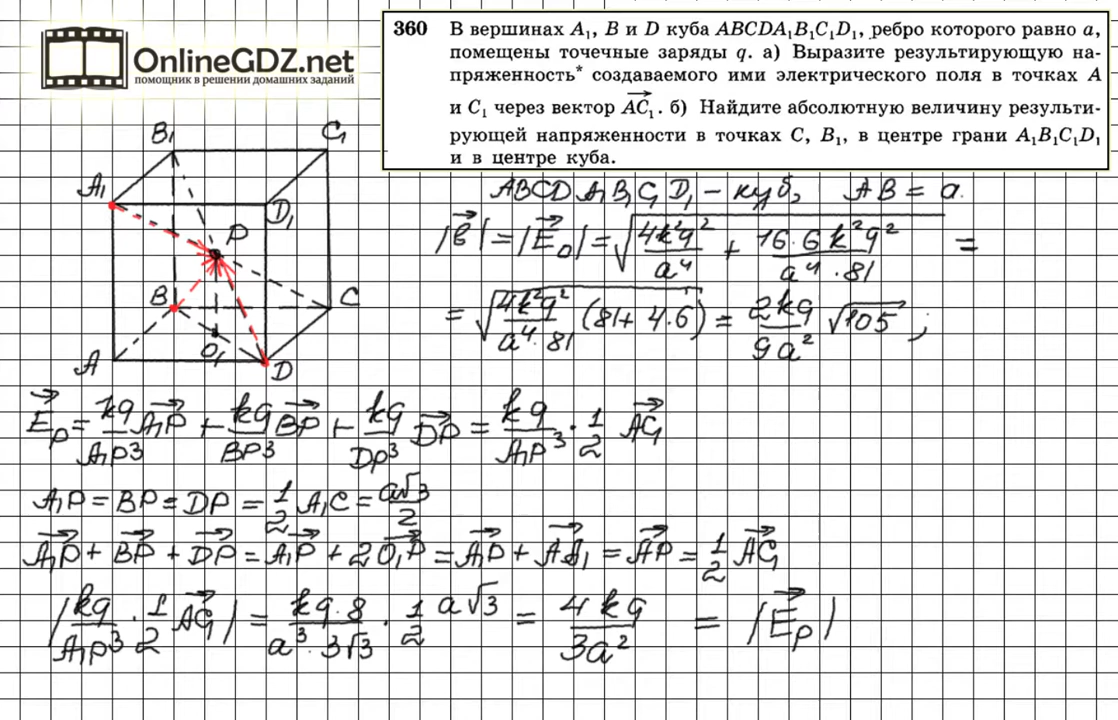 OnlineGDZ.net
помощник в решении домашних заданий
360 В вершинах A₁, B и D куба ABCDA₁B₁C₁D₁, ребро которого равно a,
помещены точечные заряды q. а) Выразите результирующую на-
пряженность* создаваемого ими электрического поля в точках A
и C₁ через вектор AC₁→. б) Найдите абсолютную величину результи-
рующей напряженности в точках C, B₁, в центре грани A₁B₁C₁D₁
и в центре куба.
B₁ C₁
A₁ D₁
P
B C
O₁
A D
ABCDA₁B₁C₁D₁ – куб, AB = a.
|b→| = |E→₀| = √(4k²q²/a⁴ + 16·6k²q²/(a⁴·81)) =
= √(4k²q²/(a⁴·81) (81 + 4·6)) = 2kq/(9a²) √105 ;
E→ₚ = kq/A₁P³ A₁P→ + kq/BP³ BP→ + kq/DP³ DP→ = kq/A₁P³ · 1/2 AC₁→
A₁P = BP = DP = 1/2 A₁C = a√3/2
A₁P→ + BP→ + DP→ = A₁P→ + 2O₁P→ = A₁P→ + AA₁→ = AP→ = 1/2 AC₁→
|kq/A₁P³ · 1/2 AC₁→| = kq·8/(a³·3√3) · 1/2 a√3 = 4kq/3a² = |E→ₚ|